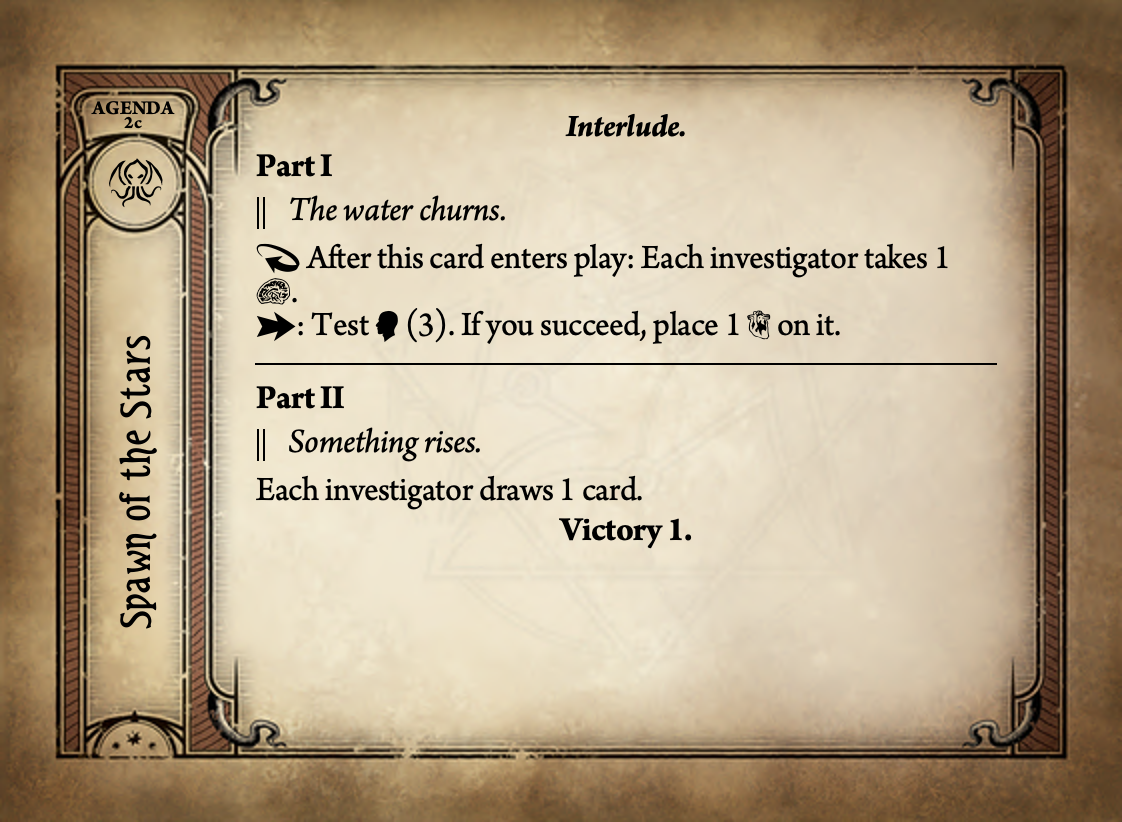 AGENDA
2c
Spawn of the Stars
Interlude.
Part I
The water churns.
After this card enters play: Each investigator takes 1
.
: Test (3). If you succeed, place 1 on it.
Part II
Something rises.
Each investigator draws 1 card.
Victory 1.